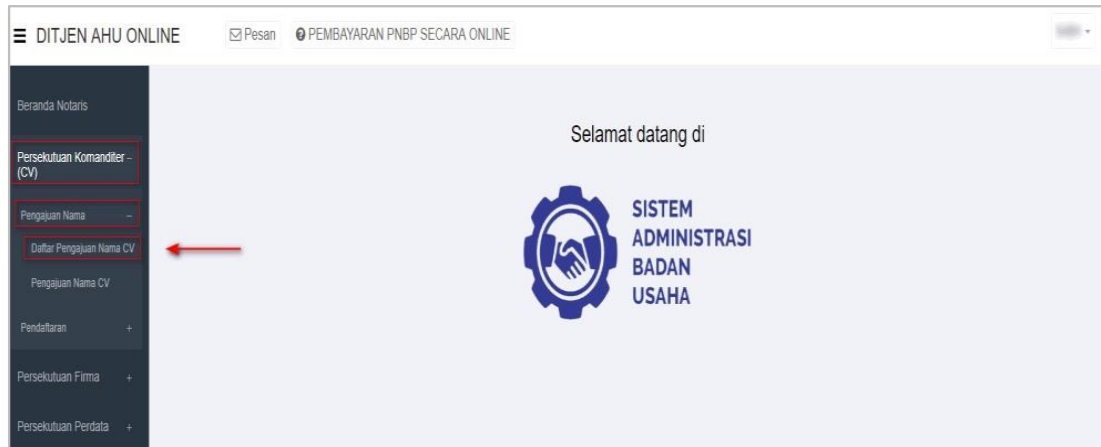 ☰ DITJEN AHU ONLINE Pesan PEMBAYARAN PNBP SECARA ONLINE
Beranda Notaris
Persekutuan Komanditer –
(CV)
Pengajuan Nama –
Daftar Pengajuan Nama CV
Pengajuan Nama CV
Pendaftaran +
Persekutuan Firma +
Persekutuan Perdata +
Selamat datang di
SISTEM
ADMINISTRASI
BADAN
USAHA